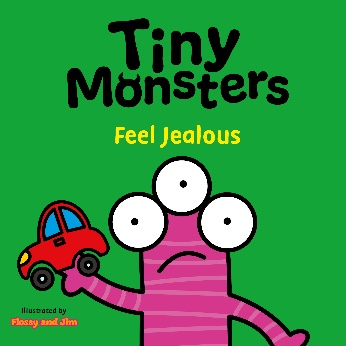 Tiny
Monsters
Feel Jealous
Illustrated by
Flossy and Jim